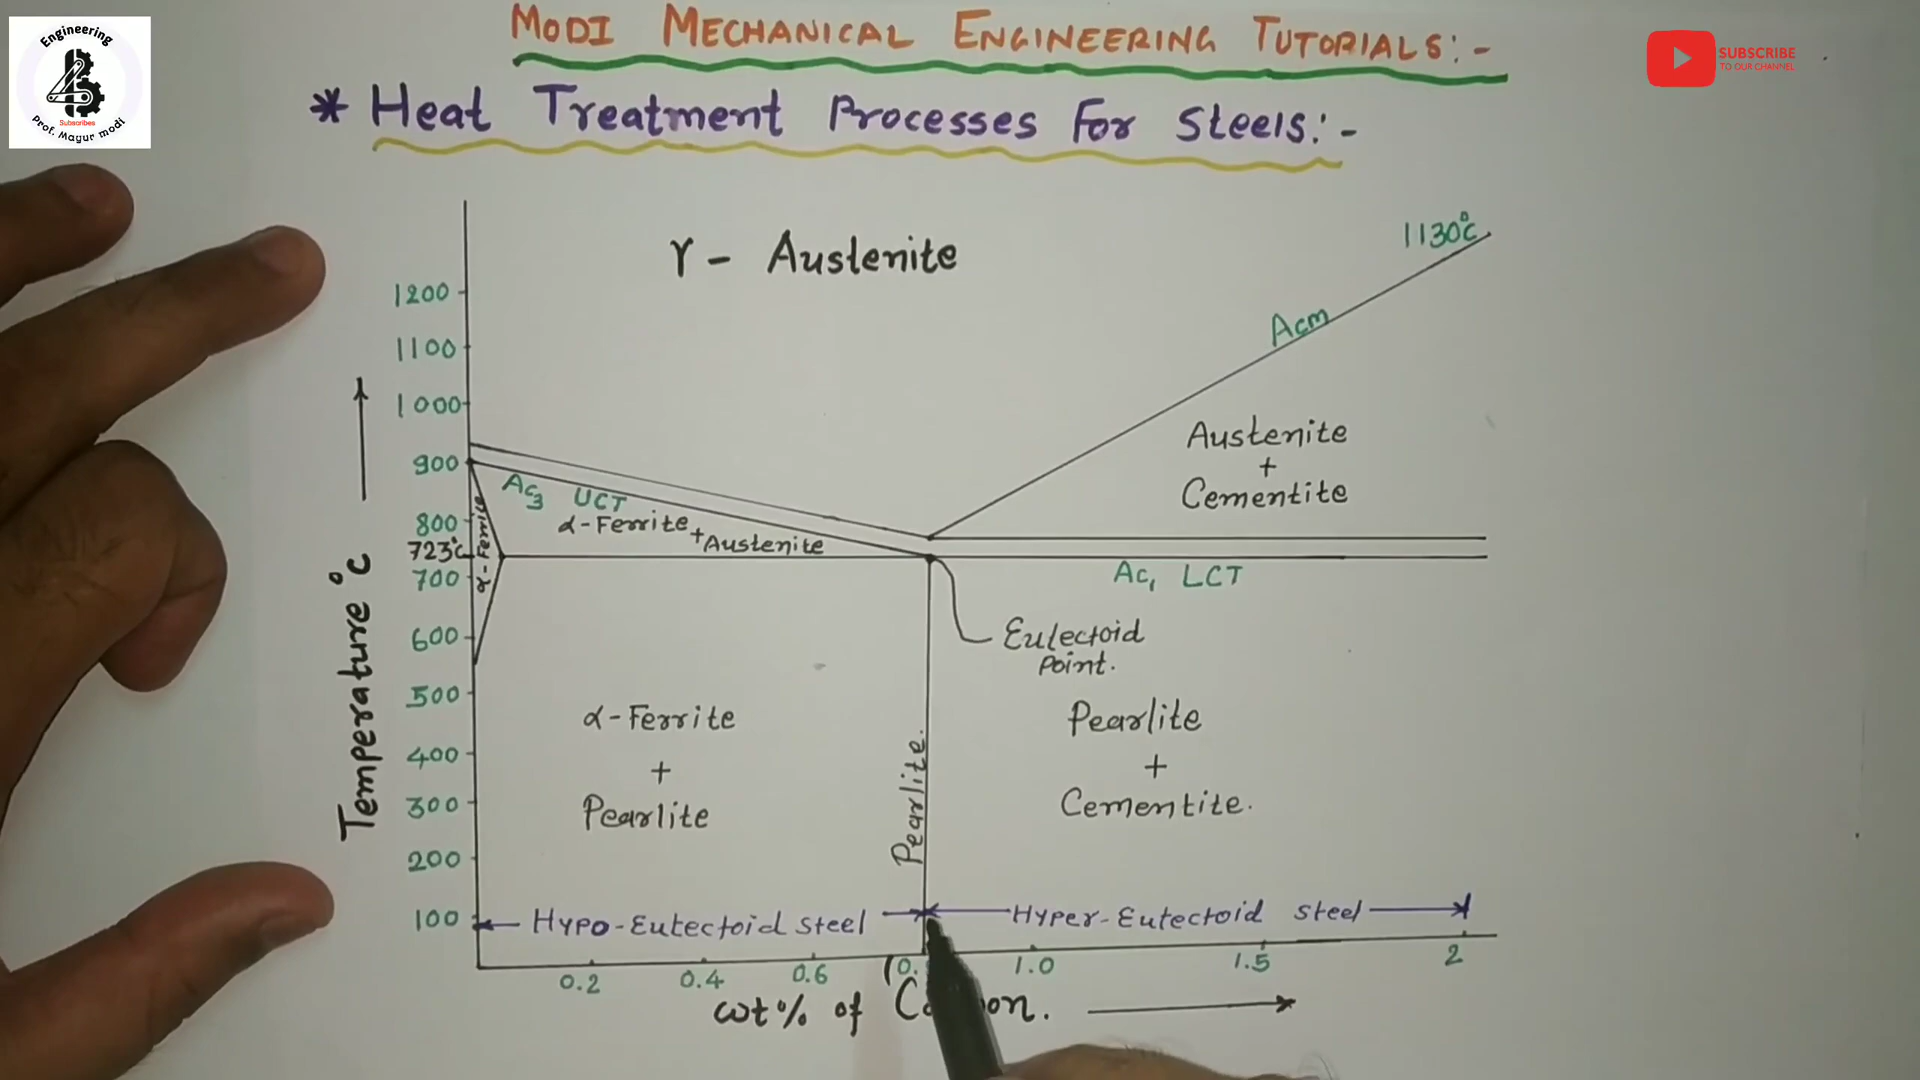 MODI MECHANICAL ENGINEERING TUTORIALS:-
* Heat Treatment Processes For Steels:-
Engineering
Subscribes
Prof. Mayur modi
SUBSCRIBE
TO OUR CHANNEL
γ - Austenite
1130°C
Acm
Austenite
+
Cementite
1200
1100
1000
900
800
723°C
700
600
500
400
300
200
100
Temperature °C
Ac3 UCT
α-Ferrite + Austenite
α-Ferrite
Ac1 LCT
Eutectoid
Point.
α-Ferrite
+
Pearlite
Pearlite.
Pearlite
+
Cementite.
Hypo-Eutectoid steel
Hyper-Eutectoid steel
0.2 0.4 0.6 (0. 1.0 1.5 2
wt% of